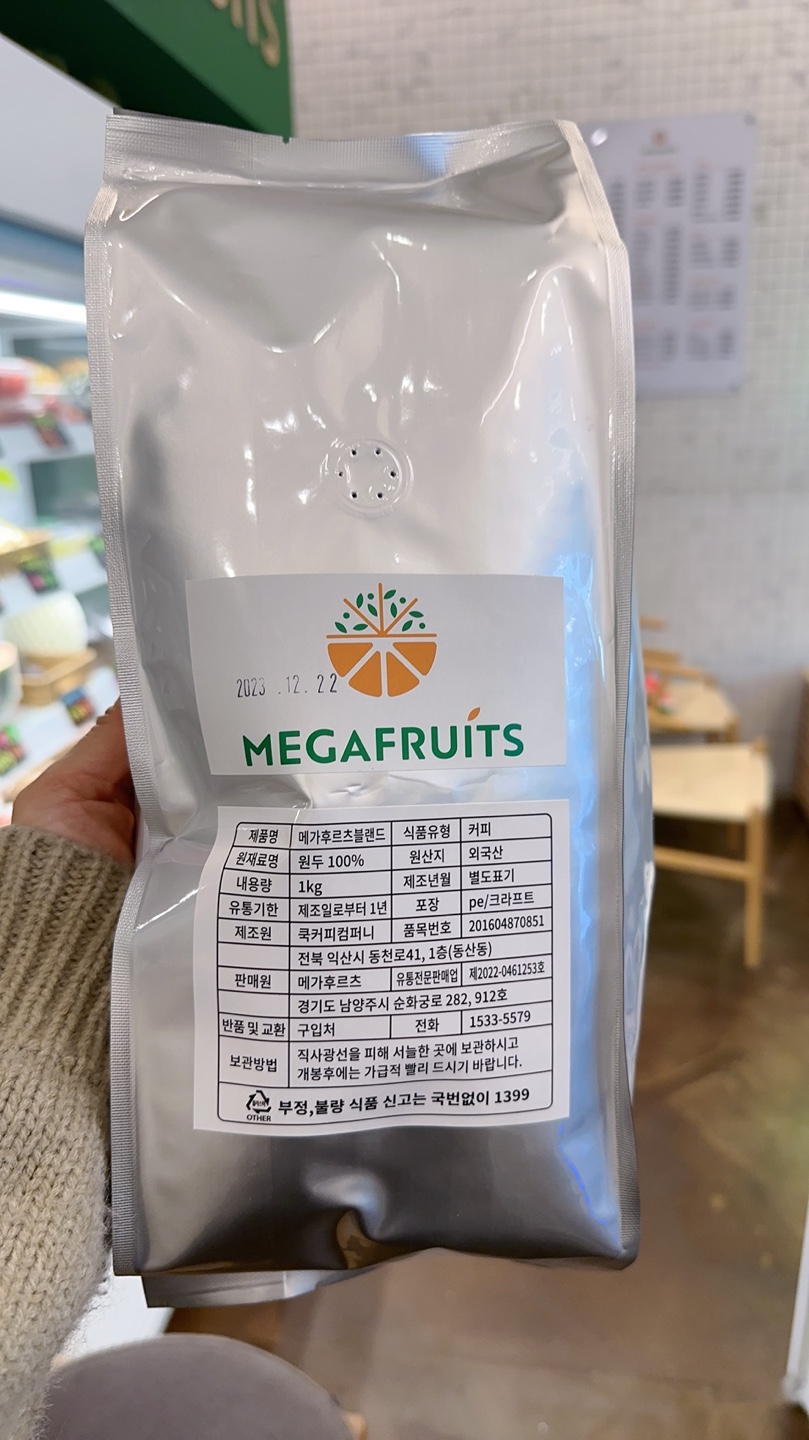 UITS
2023 .12. 22
MEGAFRUITS
제품명 메가후르츠블랜드 식품유형 커피
원재료명 원두 100% 원산지 외국산
내용량 1kg 제조년월 별도표기
유통기한 제조일로부터 1년 포장 pe/크라프트
제조원 쿡커피컴퍼니 품목번호 201604870851
전북 익산시 동천로41, 1층(동산동)
판매원 메가후르츠 유통전문판매업 제2022-0461253호
경기도 남양주시 순화궁로 282, 912호
반품 및 교환 구입처 전화 1533-5579
보관방법 직사광선을 피해 서늘한 곳에 보관하시고
개봉후에는 가급적 빨리 드시기 바랍니다.
OTHER 부정,불량 식품 신고는 국번없이 1399